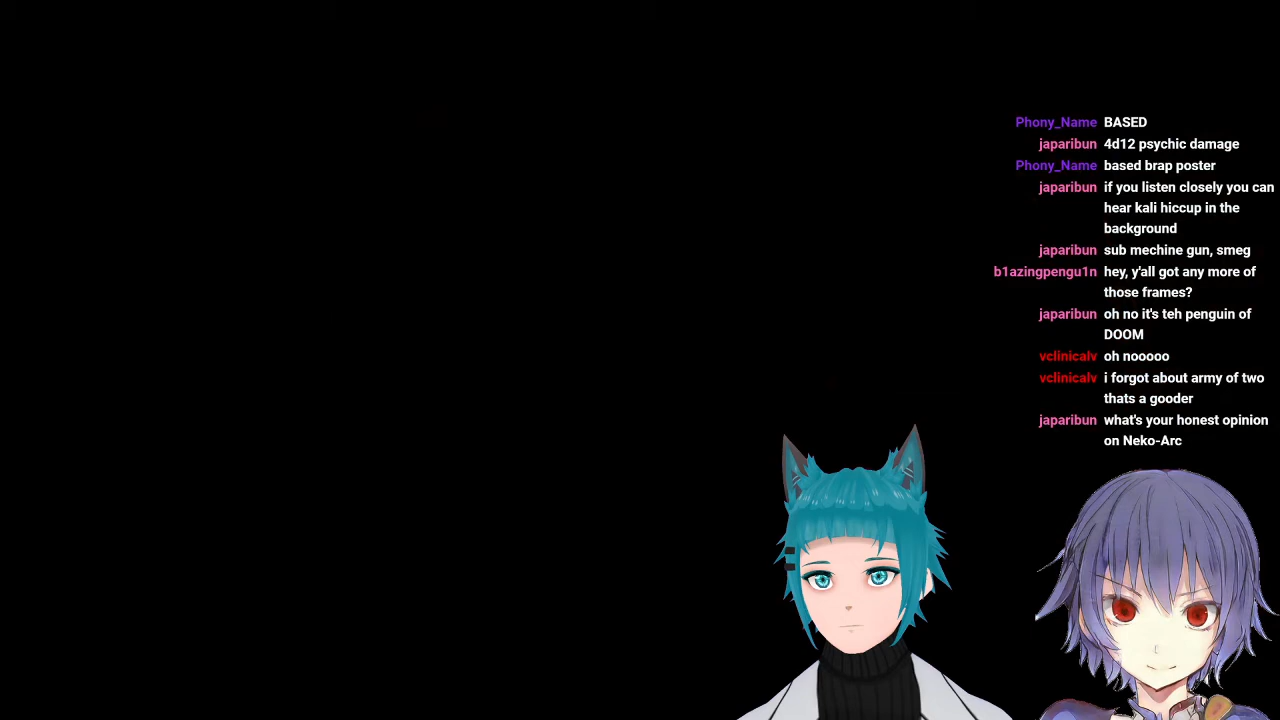 Phony_Name BASED
japaribun 4d12 psychic damage
Phony_Name based brap poster
japaribun if you listen closely you can
hear kali hiccup in the
background
japaribun sub mechine gun, smeg
b1azingpengu1n hey, y'all got any more of
those frames?
japaribun oh no it's teh penguin of
DOOM
vclinicalv oh nooooo
vclinicalv i forgot about army of two
thats a gooder
japaribun what's your honest opinion
on Neko-Arc